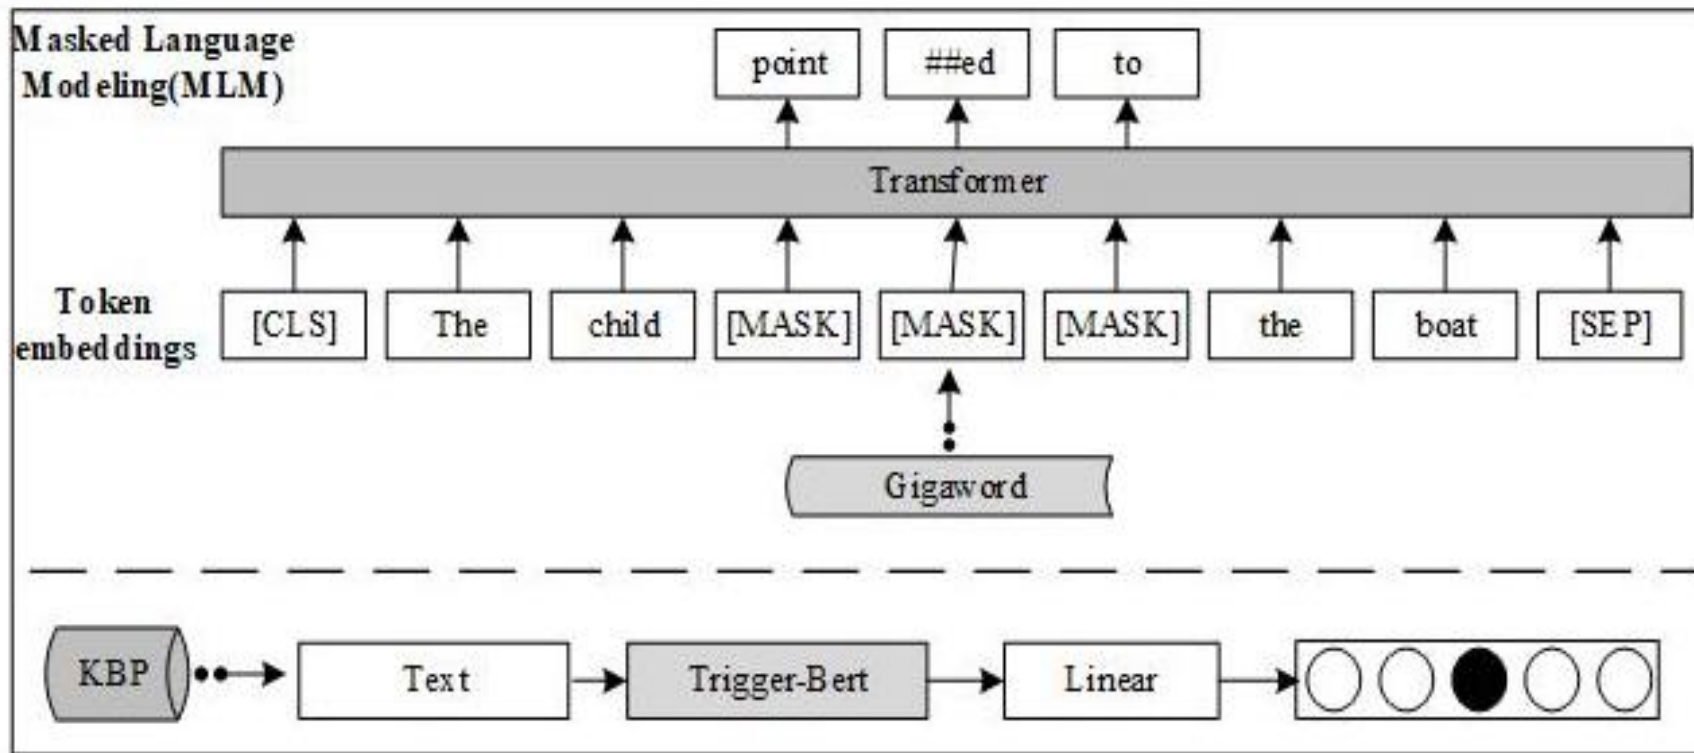 Masked Language
Modeling(MLM)
point ##ed to
Transformer
Token
embeddings
[CLS] The child [MASK] [MASK] [MASK] the boat [SEP]
Gigaword
KBP Text Trigger-Bert Linear